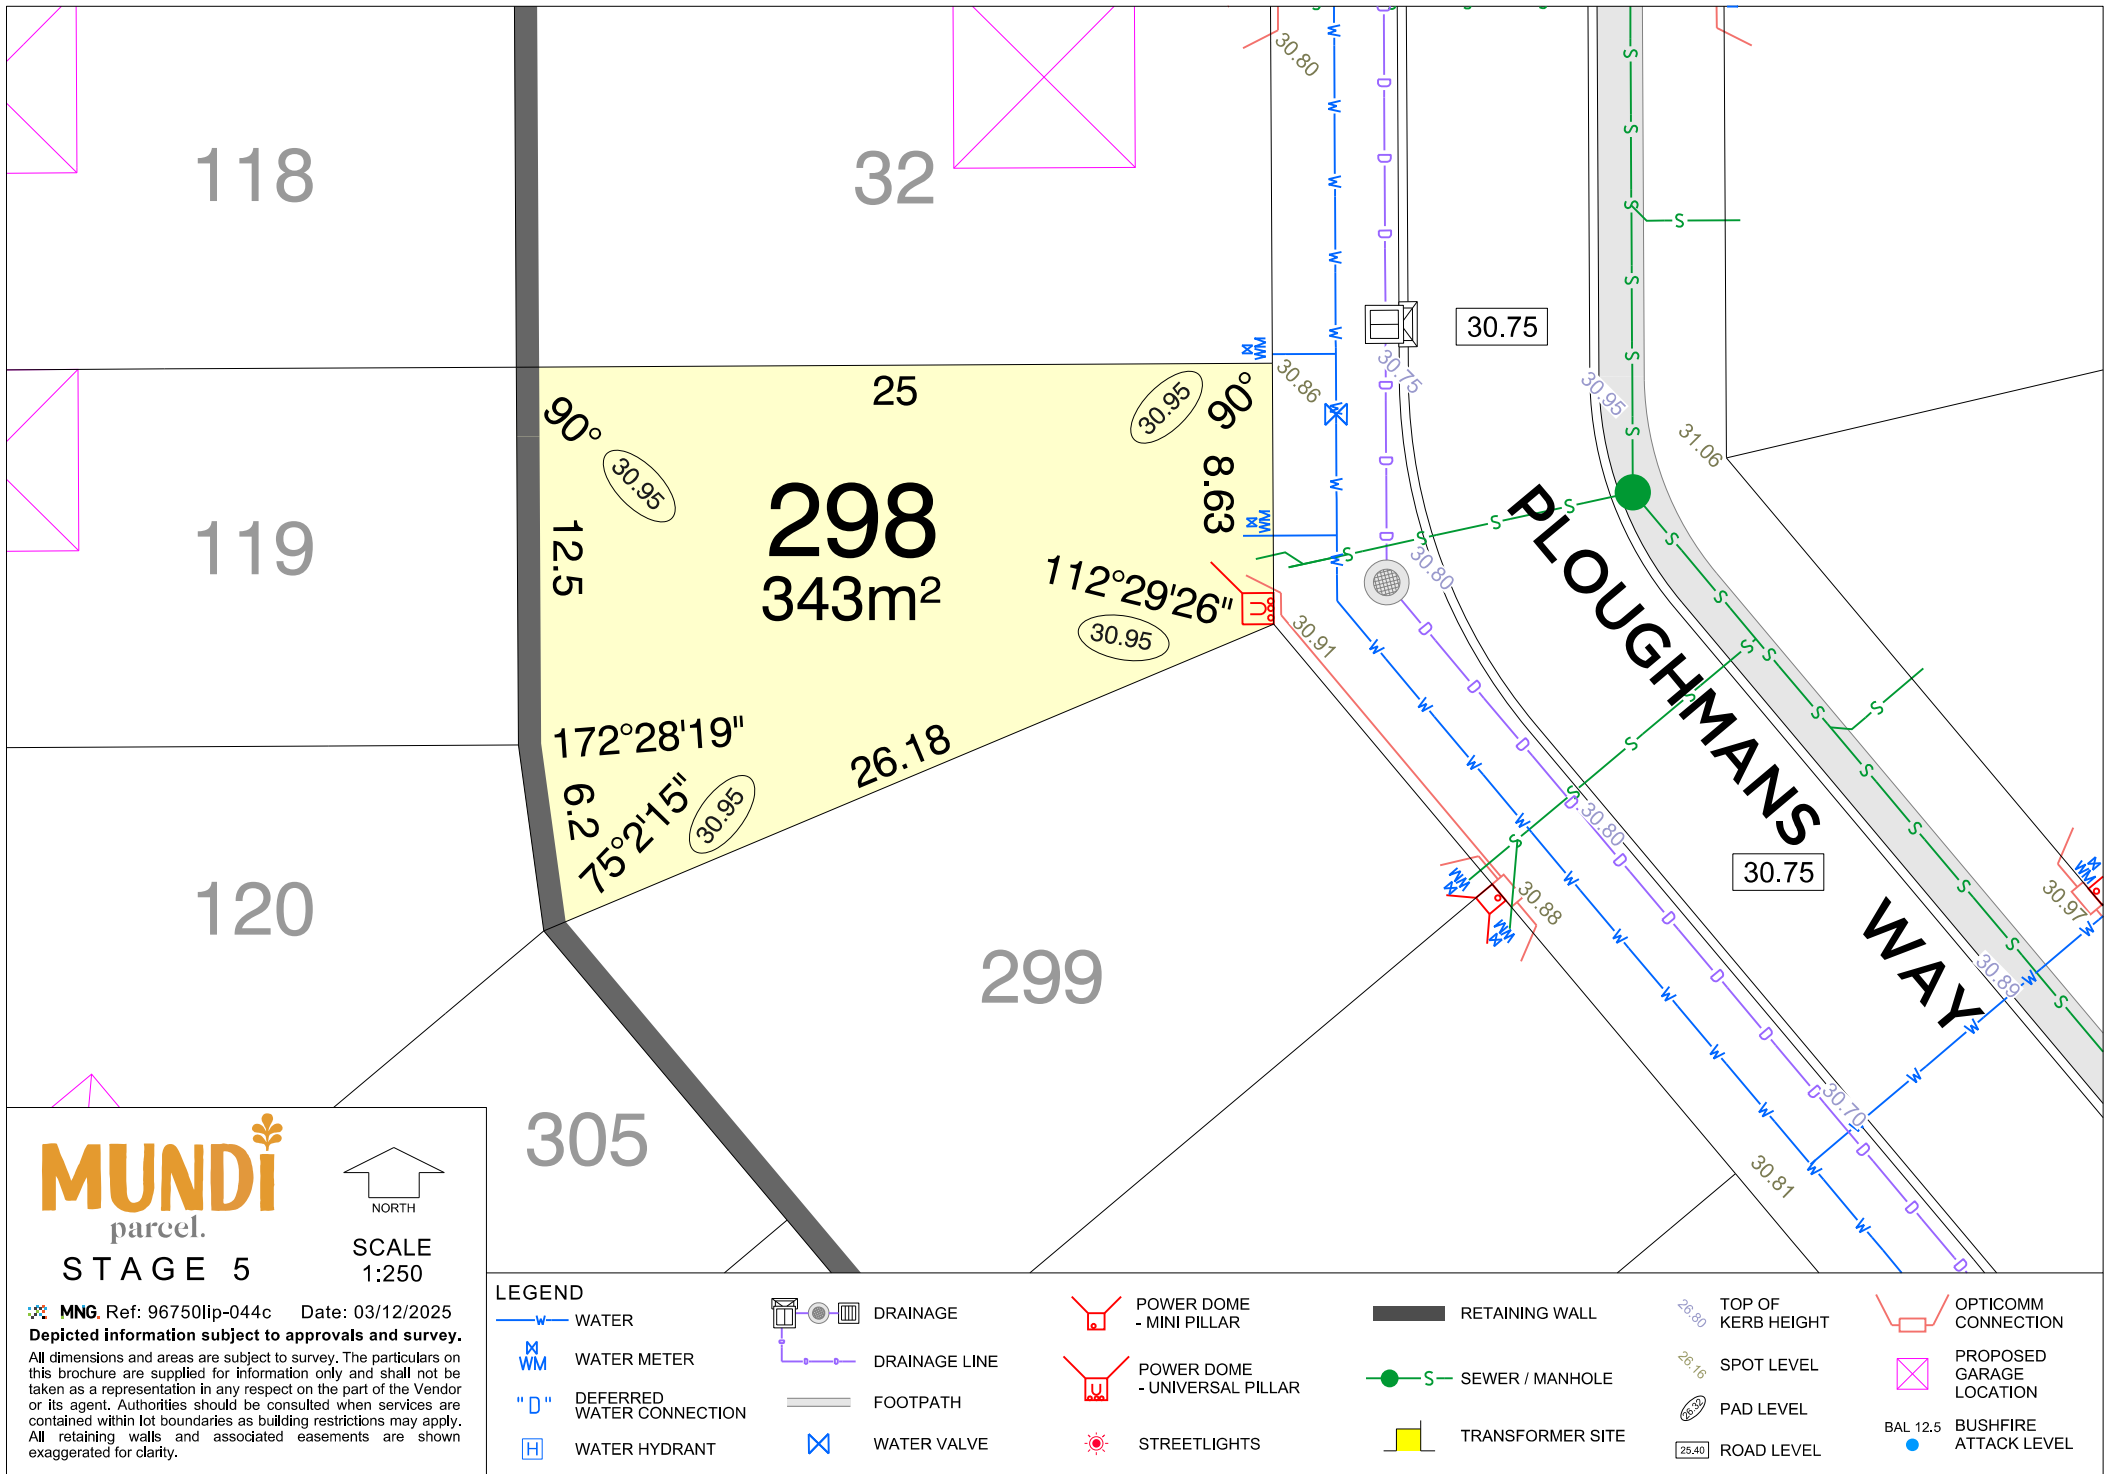 118
32
119
120
299
305
298
343m²
25
90°
90°
8.63
12.5
112°29'26"
172°28'19"
6.2
75°2'15"
26.18
30.95
30.95
30.95
30.95
30.80
30.86
30.75
30.75
30.95
31.06
30.80
30.91
30.80
30.75
30.88
30.97
30.89
30.70
30.81
PLOUGHMANS WAY
MUNDi
parcel.
STAGE 5
NORTH
SCALE
1:250
MNG. Ref: 96750lip-044c Date: 03/12/2025
Depicted information subject to approvals and survey.
All dimensions and areas are subject to survey. The particulars on
this brochure are supplied for information only and shall not be
taken as a representation in any respect on the part of the Vendor
or its agent. Authorities should be consulted when services are
contained within lot boundaries as building restrictions may apply.
All retaining walls and associated easements are shown
exaggerated for clarity.
LEGEND
W WATER
WM WATER METER
"D" DEFERRED
WATER CONNECTION
H WATER HYDRANT
DRAINAGE
D DRAINAGE LINE
FOOTPATH
WATER VALVE
POWER DOME
- MINI PILLAR
POWER DOME
- UNIVERSAL PILLAR
STREETLIGHTS
RETAINING WALL
S SEWER / MANHOLE
TRANSFORMER SITE
26.80 TOP OF
KERB HEIGHT
26.16 SPOT LEVEL
26.32 PAD LEVEL
25.40 ROAD LEVEL
OPTICOMM
CONNECTION
PROPOSED
GARAGE
LOCATION
BAL 12.5 BUSHFIRE
ATTACK LEVEL